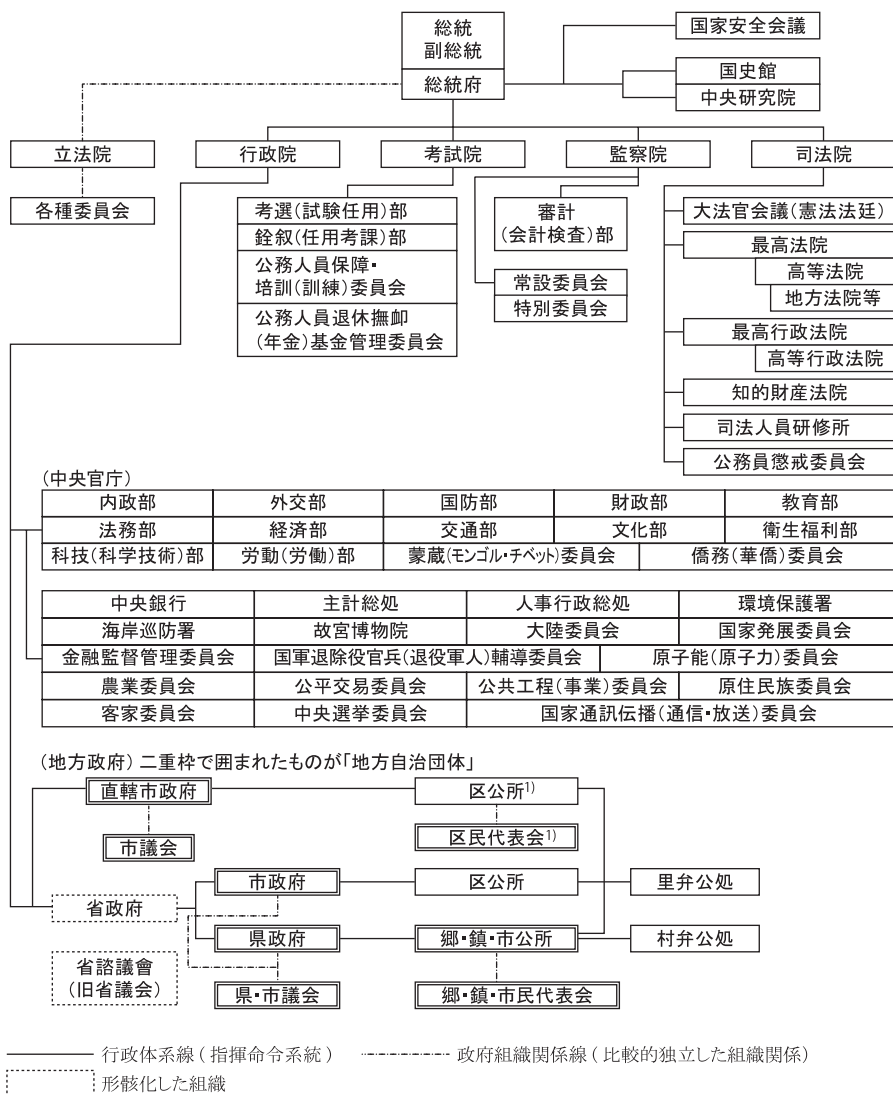 総統
副総統
総統府
国家安全会議
国史館
中央研究院
立法院
行政院
考試院
監察院
司法院
各種委員会
考選(試験任用)部
銓叙(任用考課)部
公務人員保障・
培訓(訓練)委員会
公務人員退休撫卹
(年金)基金管理委員会
審計
(会計検査)部
常設委員会
特別委員会
大法官会議(憲法法廷)
最高法院
高等法院
地方法院等
最高行政法院
高等行政法院
知的財産法院
司法人員研修所
公務員懲戒委員会
(中央官庁)
内政部 外交部 国防部 財政部 教育部
法務部 経済部 交通部 文化部 衛生福利部
科技(科学技術)部 労動(労働)部 蒙蔵(モンゴル・チベット)委員会 僑務(華僑)委員会
中央銀行 主計総処 人事行政総処 環境保護署
海岸巡防署 故宮博物院 大陸委員会 国家発展委員会
金融監督管理委員会 国軍退除役官兵(退役軍人)輔導委員会 原子能(原子力)委員会
農業委員会 公平交易委員会 公共工程(事業)委員会 原住民族委員会
客家委員会 中央選挙委員会 国家通訊伝播(通信・放送)委員会
(地方政府) 二重枠で囲まれたものが「地方自治団体」
直轄市政府 区公所1)
市議会 区民代表会1)
市政府 区公所 里弁公処
省政府
県政府 郷・鎮・市公所 村弁公処
省諮議會
(旧省議会)
県・市議会 郷・鎮・市民代表会
行政体系線(指揮命令系統) 政府組織関係線(比較的独立した組織関係)
形骸化した組織